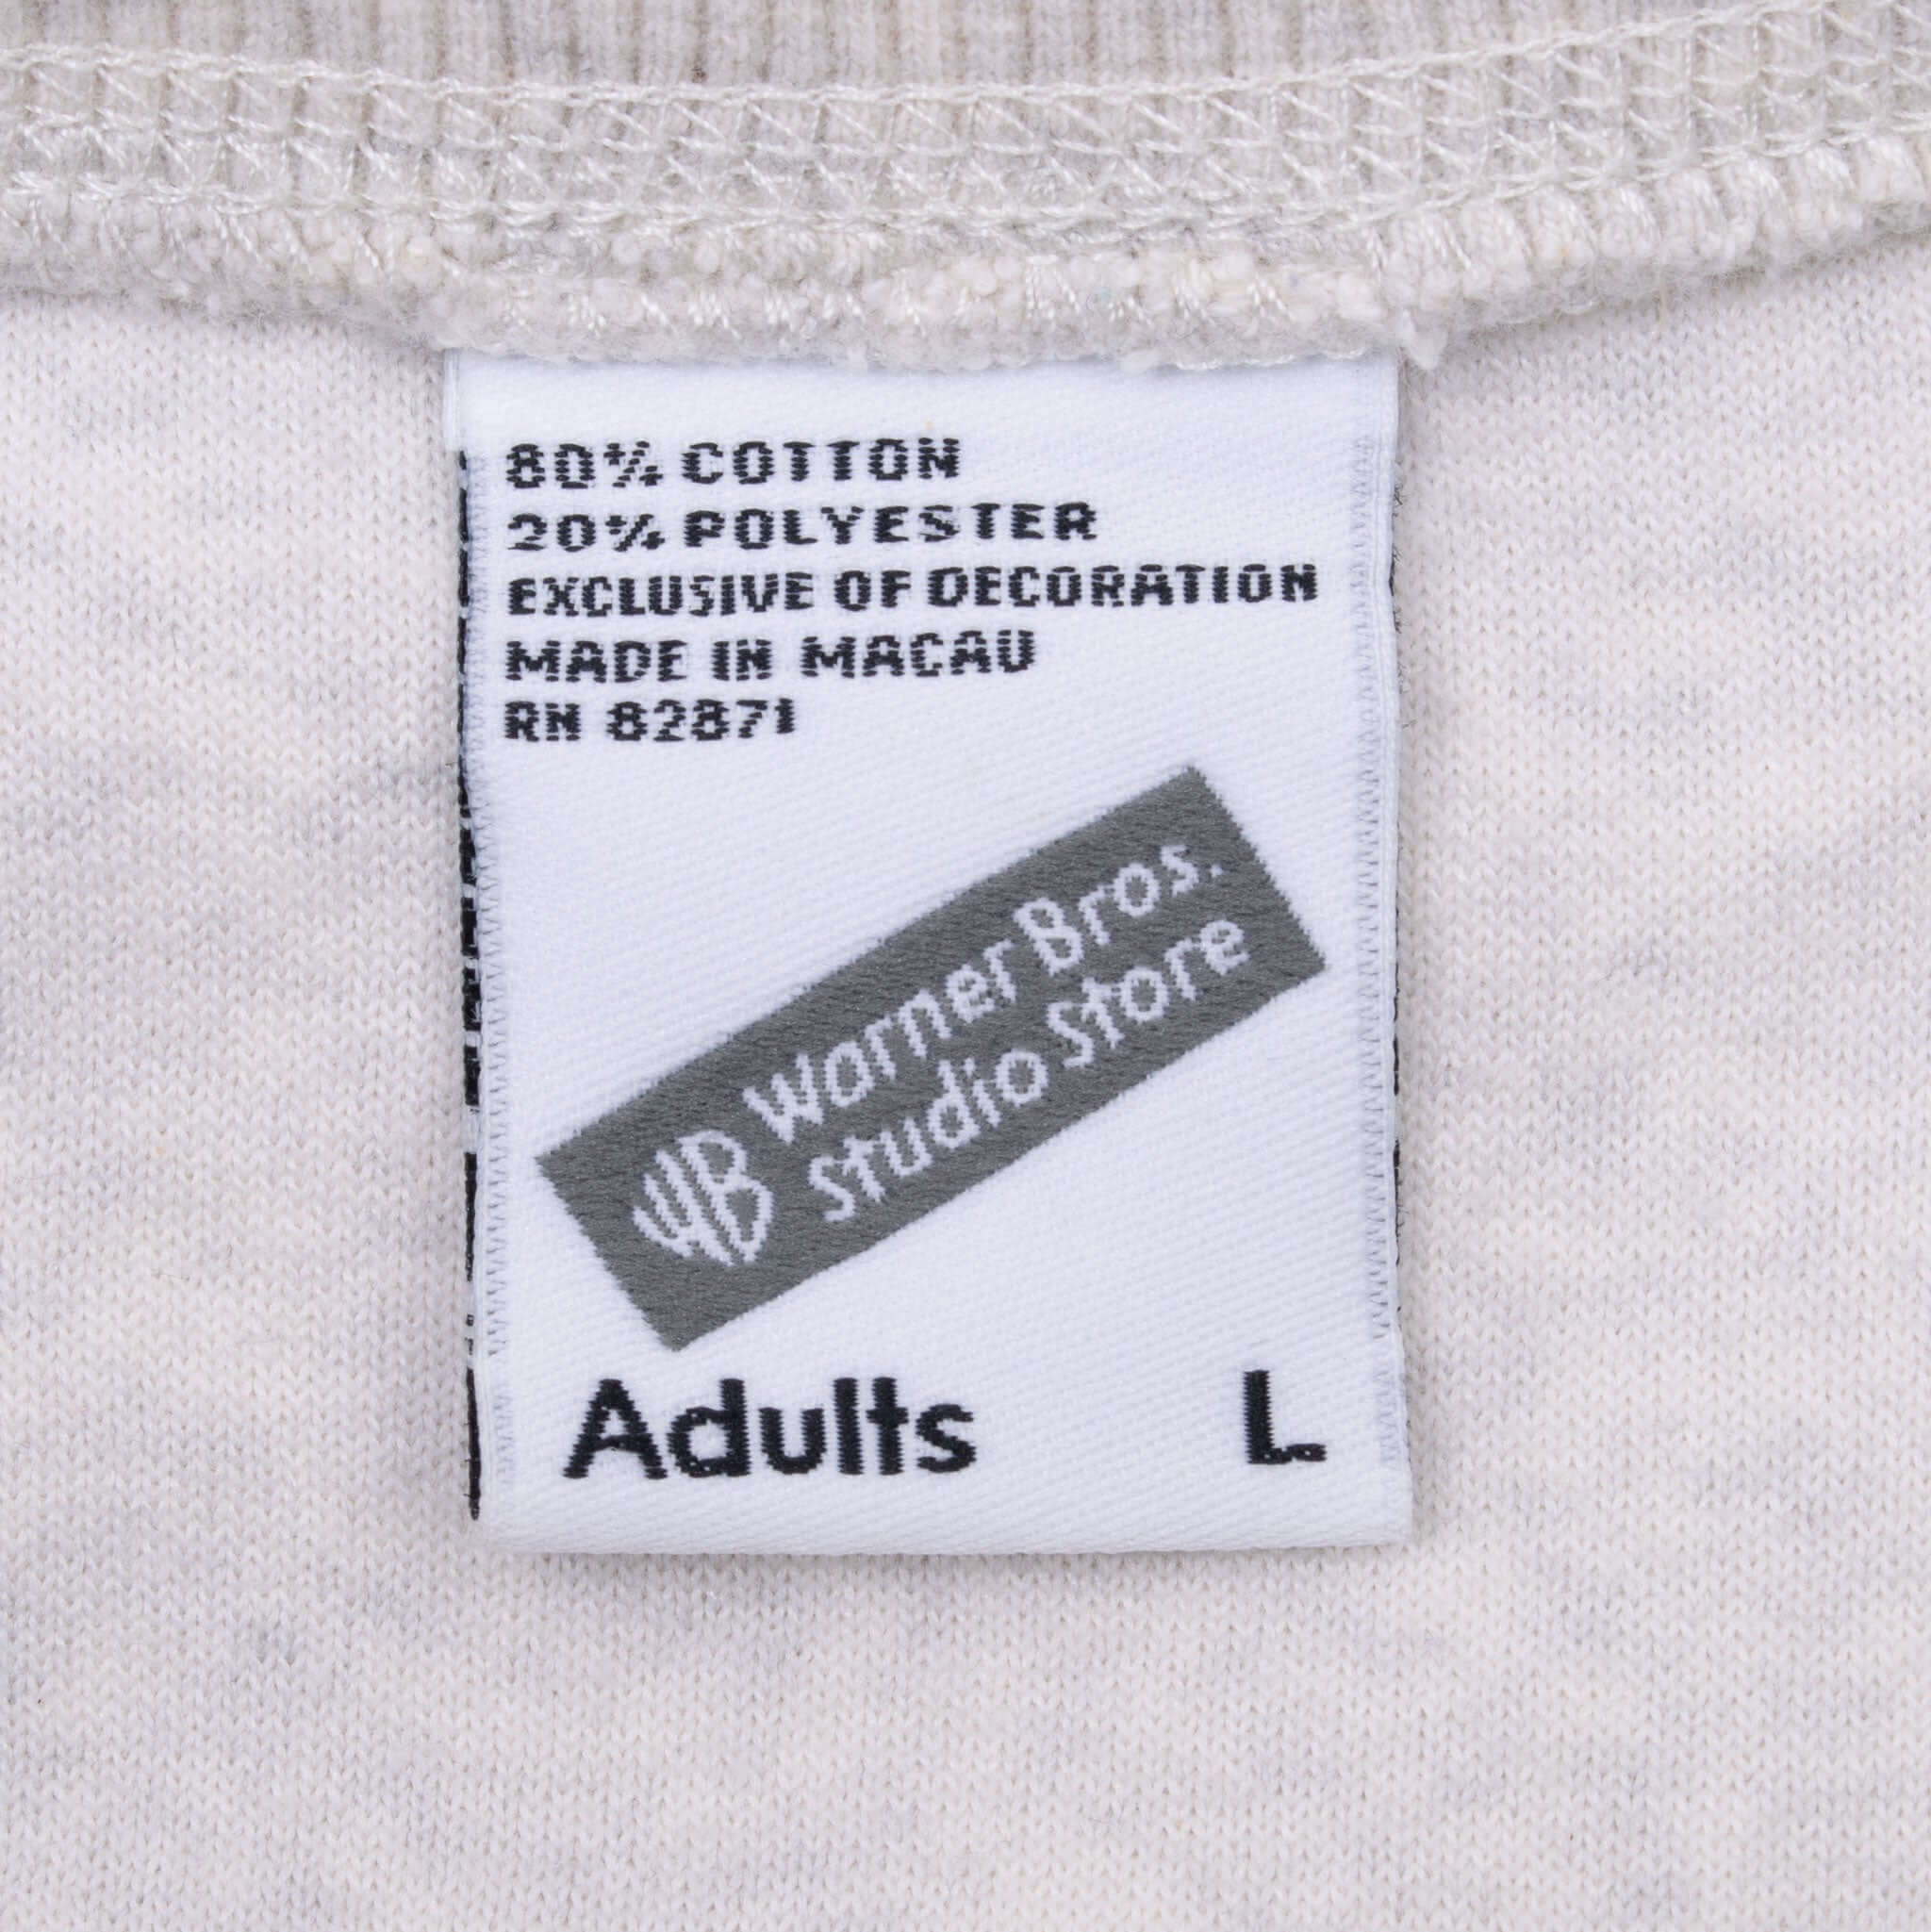 80% COTTON
20% POLYESTER
EXCLUSIVE OF DECORATION
MADE IN MACAU
RN 82871
WB Warner Bros.
Studio Store
Adults L